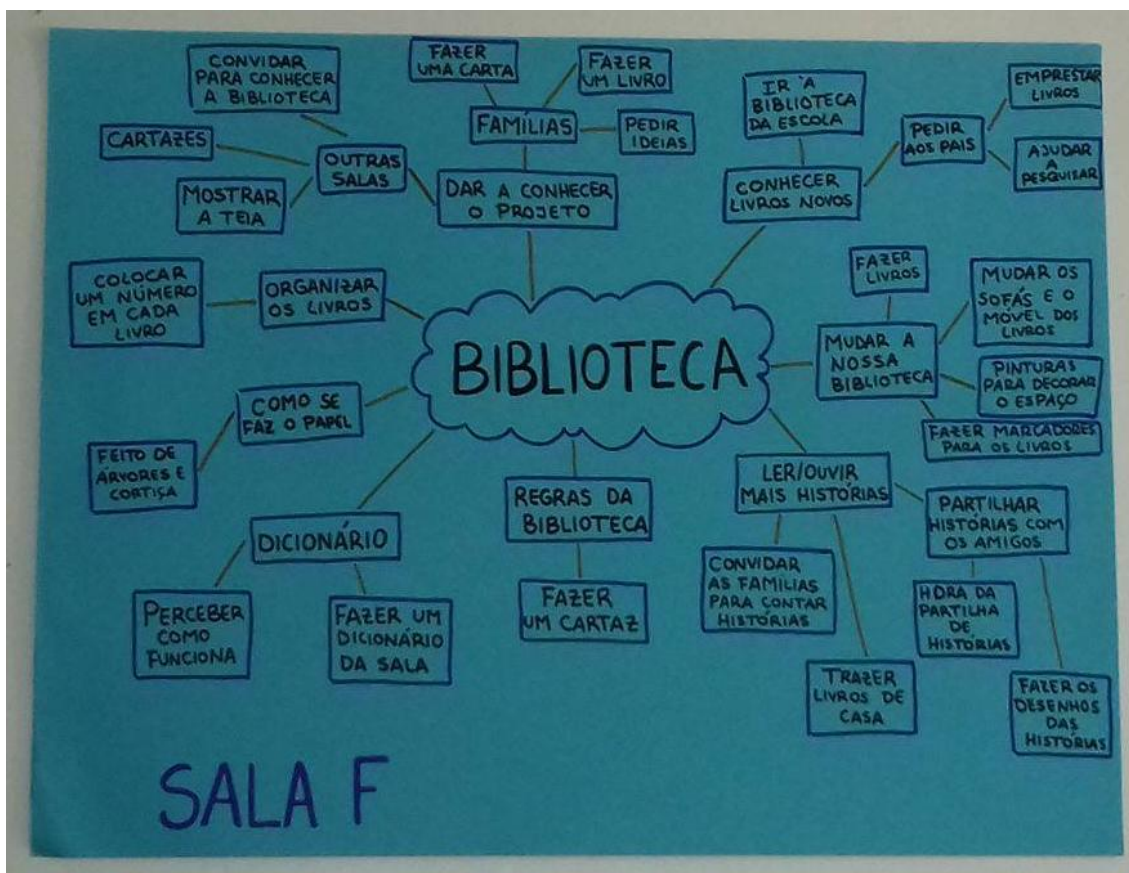 CONVIDAR
PARA CONHECER
A BIBLIOTECA
CARTAZES
MOSTRAR
A TEIA
OUTRAS
SALAS
FAZER
UMA CARTA
FAZER
UM LIVRO
FAMÍLIAS
PEDIR
IDEIAS
DAR A CONHECER
O PROJETO
IR À
BIBLIOTECA
DA ESCOLA
CONHECER
LIVROS NOVOS
PEDIR
AOS PAIS
EMPRESTAR
LIVROS
AJUDAR
A
PESQUISAR
COLOCAR
UM NÚMERO
EM CADA
LIVRO
ORGANIZAR
OS LIVROS
BIBLIOTECA
FAZER
LIVROS
MUDAR A
NOSSA
BIBLIOTECA
MUDAR OS
SOFÁS E O
MÓVEL DOS
LIVROS
PINTURAS
PARA DECORAR
O ESPAÇO
FAZER MARCADORES
PARA OS LIVROS
COMO SE
FAZ O PAPEL
FEITO DE
ÁRVORES E
CORTIÇA
DICIONÁRIO
PERCEBER
COMO
FUNCIONA
FAZER UM
DICIONÁRIO
DA SALA
REGRAS DA
BIBLIOTECA
FAZER
UM CARTAZ
LER/OUVIR
MAIS HISTÓRIAS
CONVIDAR
AS FAMILIAS
PARA CONTAR
HISTÓRIAS
TRAZER
LIVROS DE
CASA
PARTILHAR
HISTÓRIAS COM
OS AMIGOS
HORA DA
PARTILHA
DE
HISTÓRIAS
FAZER OS
DESENHOS
DAS
HISTÓRIAS
SALA F